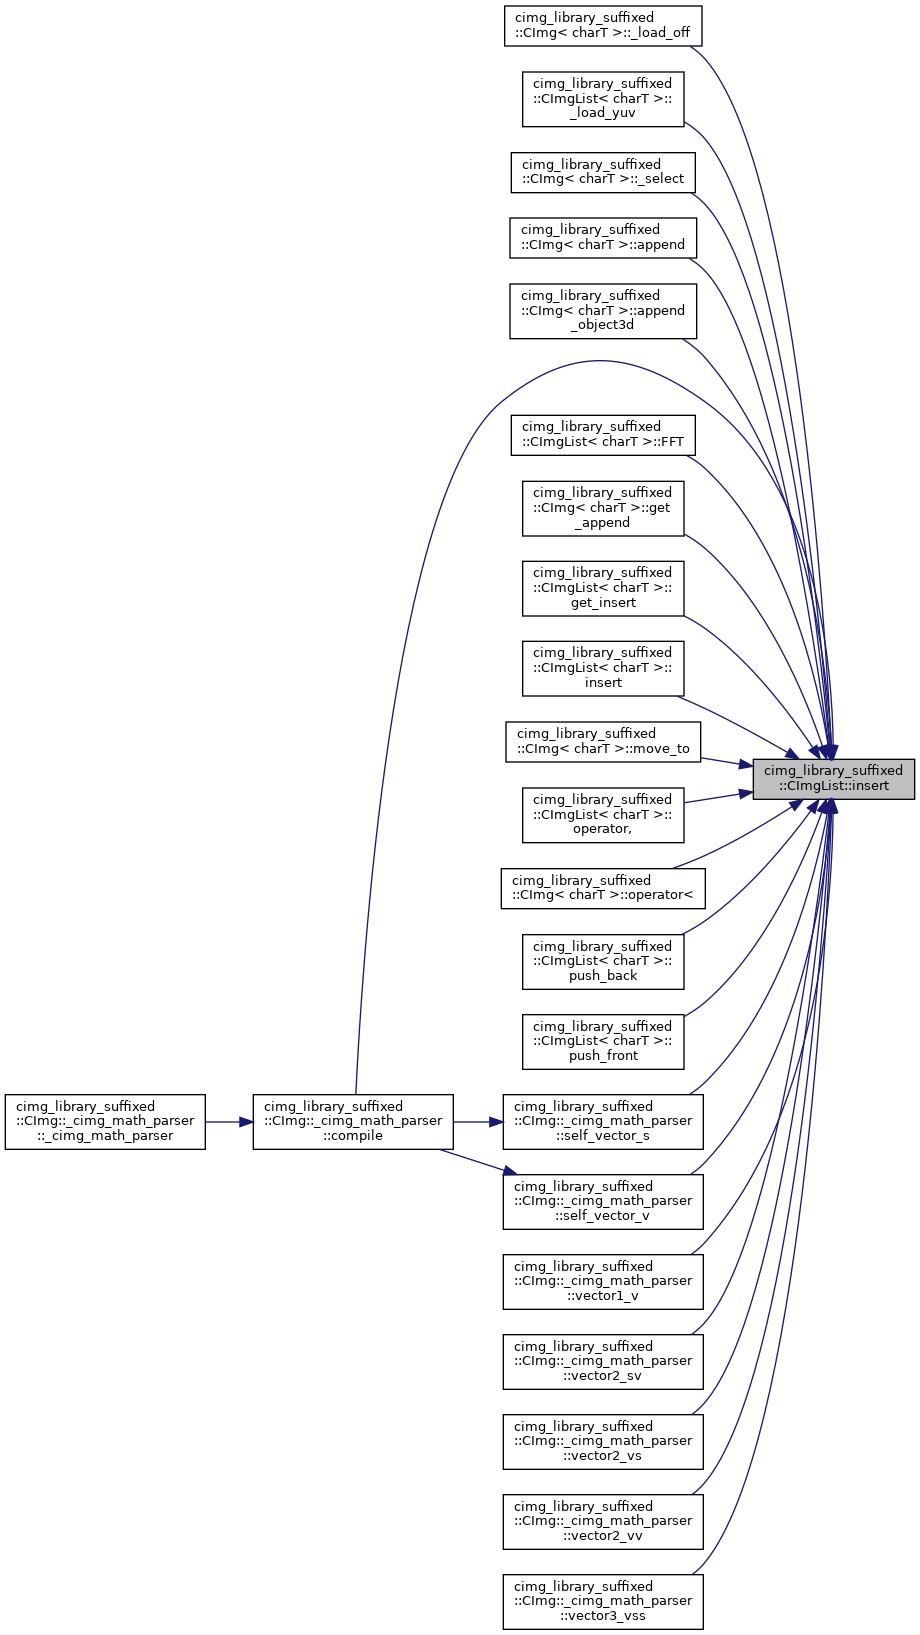 cimg_library_suffixed
::CImg< charT >::_load_off
cimg_library_suffixed
::CImgList< charT >::
_load_yuv
cimg_library_suffixed
::CImg< charT >::_select
cimg_library_suffixed
::CImg< charT >::append
cimg_library_suffixed
::CImg< charT >::append
_object3d
cimg_library_suffixed
::CImgList< charT >::FFT
cimg_library_suffixed
::CImg< charT >::get
_append
cimg_library_suffixed
::CImgList< charT >::
get_insert
cimg_library_suffixed
::CImgList< charT >::
insert
cimg_library_suffixed
::CImg< charT >::move_to
cimg_library_suffixed
::CImgList::insert
cimg_library_suffixed
::CImgList< charT >::
operator,
cimg_library_suffixed
::CImg< charT >::operator<
cimg_library_suffixed
::CImgList< charT >::
push_back
cimg_library_suffixed
::CImgList< charT >::
push_front
cimg_library_suffixed
::CImg::_cimg_math_parser
::_cimg_math_parser
cimg_library_suffixed
::CImg::_cimg_math_parser
::compile
cimg_library_suffixed
::CImg::_cimg_math_parser
::self_vector_s
cimg_library_suffixed
::CImg::_cimg_math_parser
::self_vector_v
cimg_library_suffixed
::CImg::_cimg_math_parser
::vector1_v
cimg_library_suffixed
::CImg::_cimg_math_parser
::vector2_sv
cimg_library_suffixed
::CImg::_cimg_math_parser
::vector2_vs
cimg_library_suffixed
::CImg::_cimg_math_parser
::vector2_vv
cimg_library_suffixed
::CImg::_cimg_math_parser
::vector3_vss